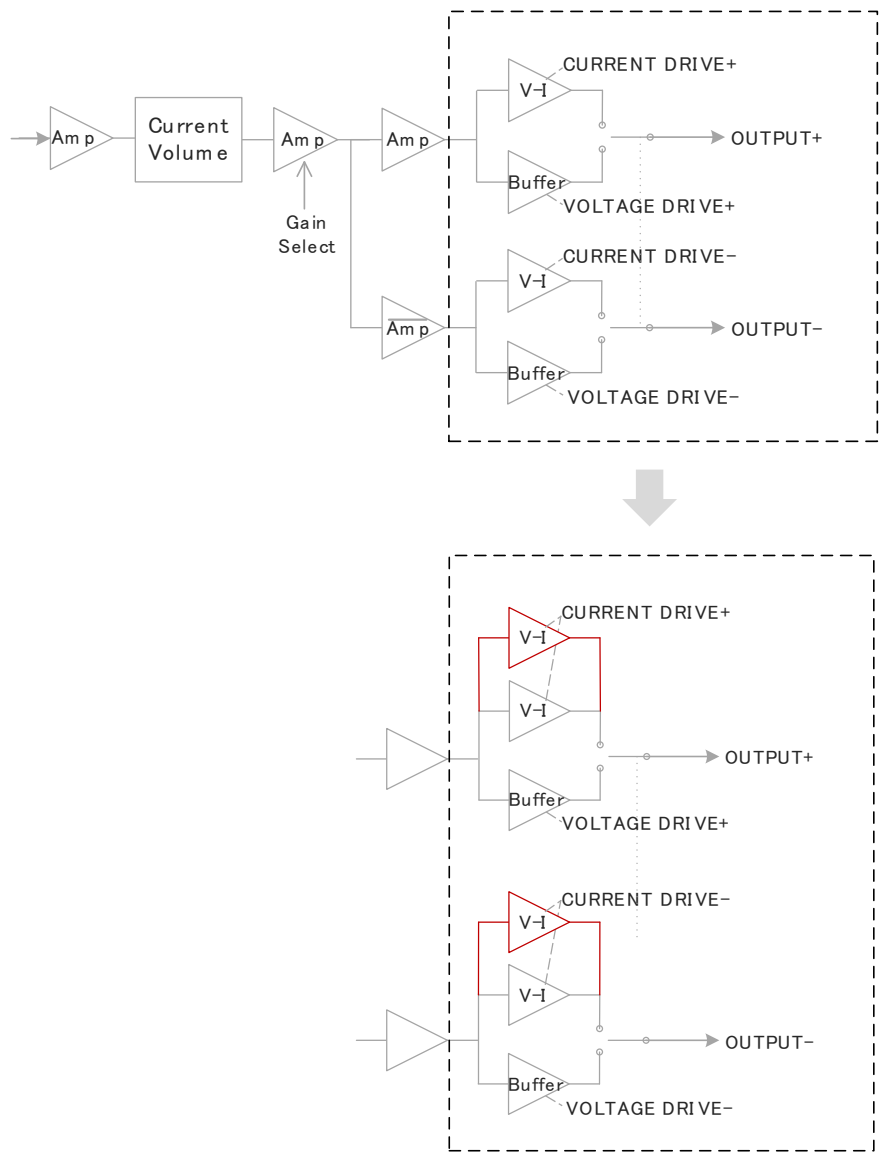 CURRENT DRIVE+
V-I
Amp
Current
Volume
Amp
Amp
OUTPUT+
Buffer
VOLTAGE DRIVE+
Gain
Select
CURRENT DRIVE-
V-I
Amp
OUTPUT-
Buffer
VOLTAGE DRIVE-
CURRENT DRIVE+
V-I
V-I
OUTPUT+
Buffer
VOLTAGE DRIVE+
CURRENT DRIVE-
V-I
V-I
OUTPUT-
Buffer
VOLTAGE DRIVE-